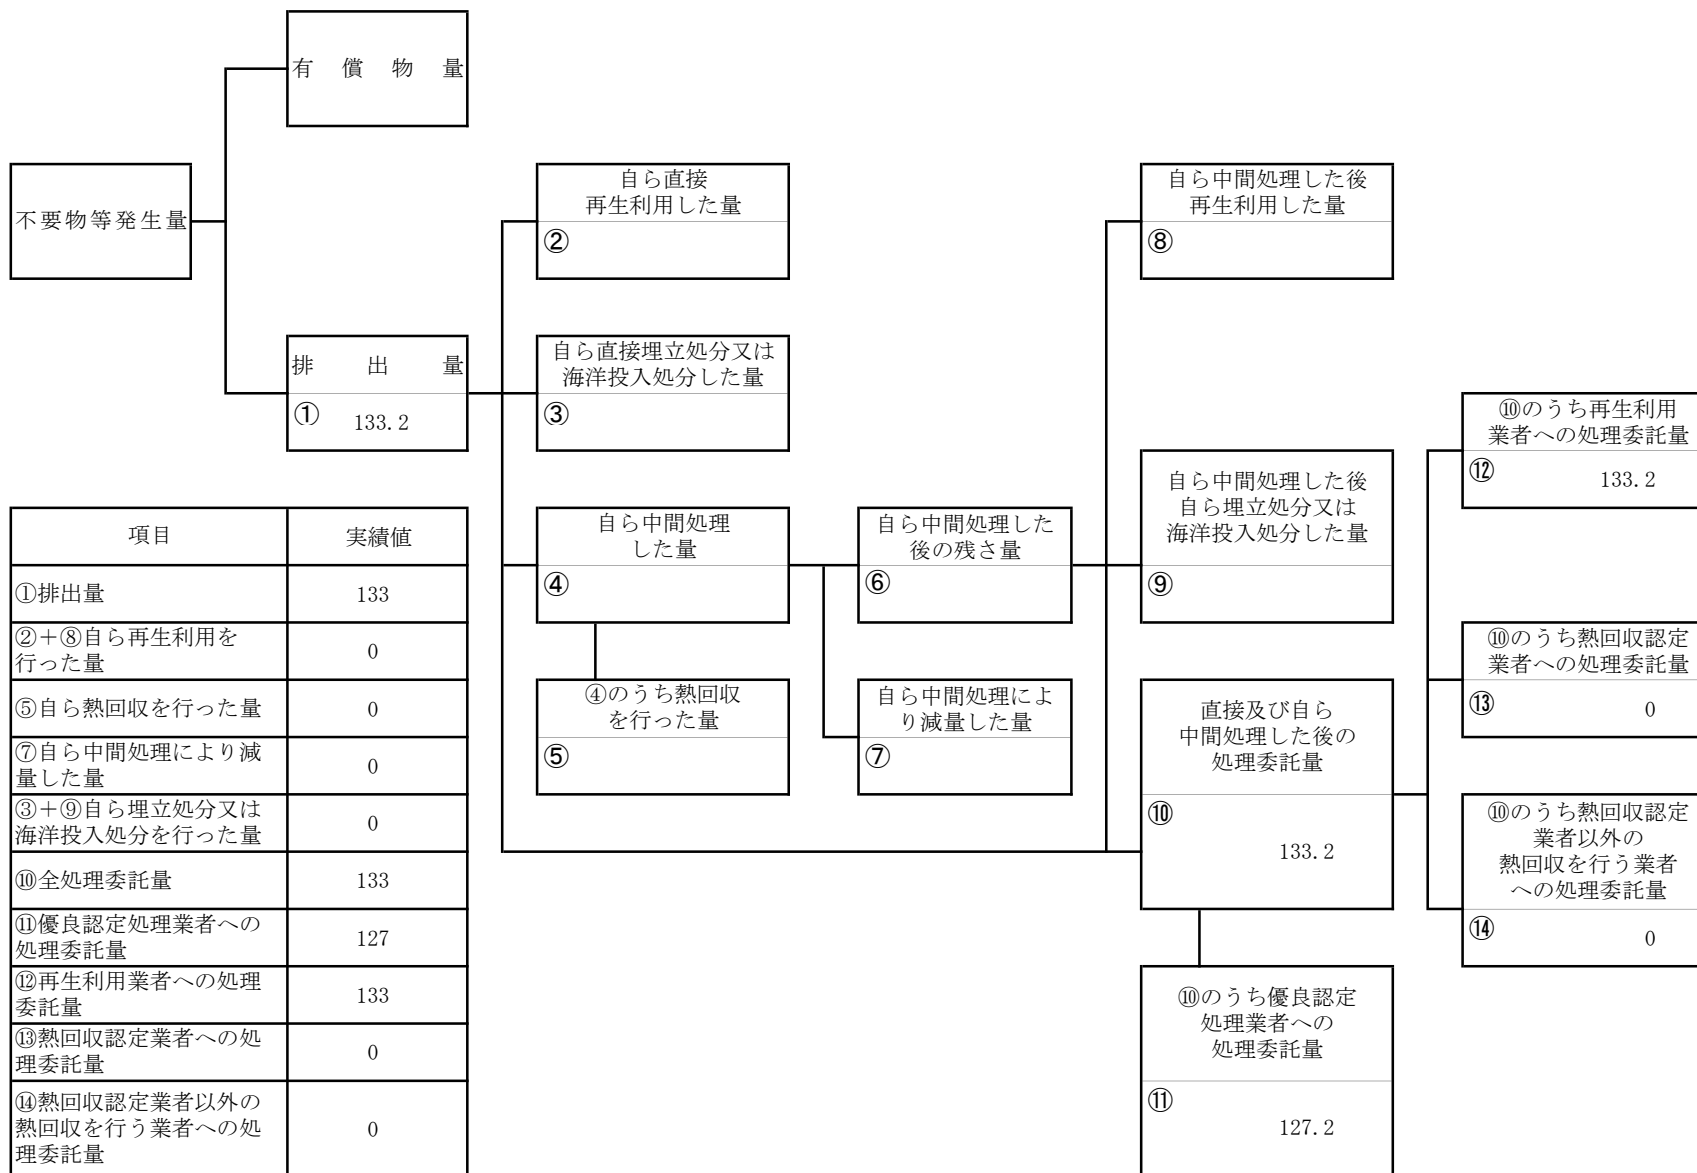 有償物量
不要物等発生量
排出量
① 133.2
自ら直接
再生利用した量
②
自ら直接埋立処分又は
海洋投入処分した量
③
自ら中間処理
した量
④
④のうち熱回収
を行った量
⑤
自ら中間処理した
後の残さ量
⑥
自ら中間処理によ
り減量した量
⑦
自ら中間処理した後
再生利用した量
⑧
自ら中間処理した後
自ら埋立処分又は
海洋投入処分した量
⑨
直接及び自ら
中間処理した後の
処理委託量
⑩
133.2
⑩のうち優良認定
処理業者への
処理委託量
⑪
127.2
⑩のうち再生利用
業者への処理委託量
⑫ 133.2
⑩のうち熱回収認定
業者への処理委託量
⑬ 0
⑩のうち熱回収認定
業者以外の
熱回収を行う業者
への処理委託量
⑭ 0
項目 実績値
①排出量 133
②＋⑧自ら再生利用を
行った量 0
⑤自ら熱回収を行った量 0
⑦自ら中間処理により減
量した量 0
③＋⑨自ら埋立処分又は
海洋投入処分を行った量 0
⑩全処理委託量 133
⑪優良認定処理業者への
処理委託量 127
⑫再生利用業者への処理
委託量 133
⑬熱回収認定業者への処
理委託量 0
⑭熱回収認定業者以外の
熱回収を行う業者への処
理委託量 0